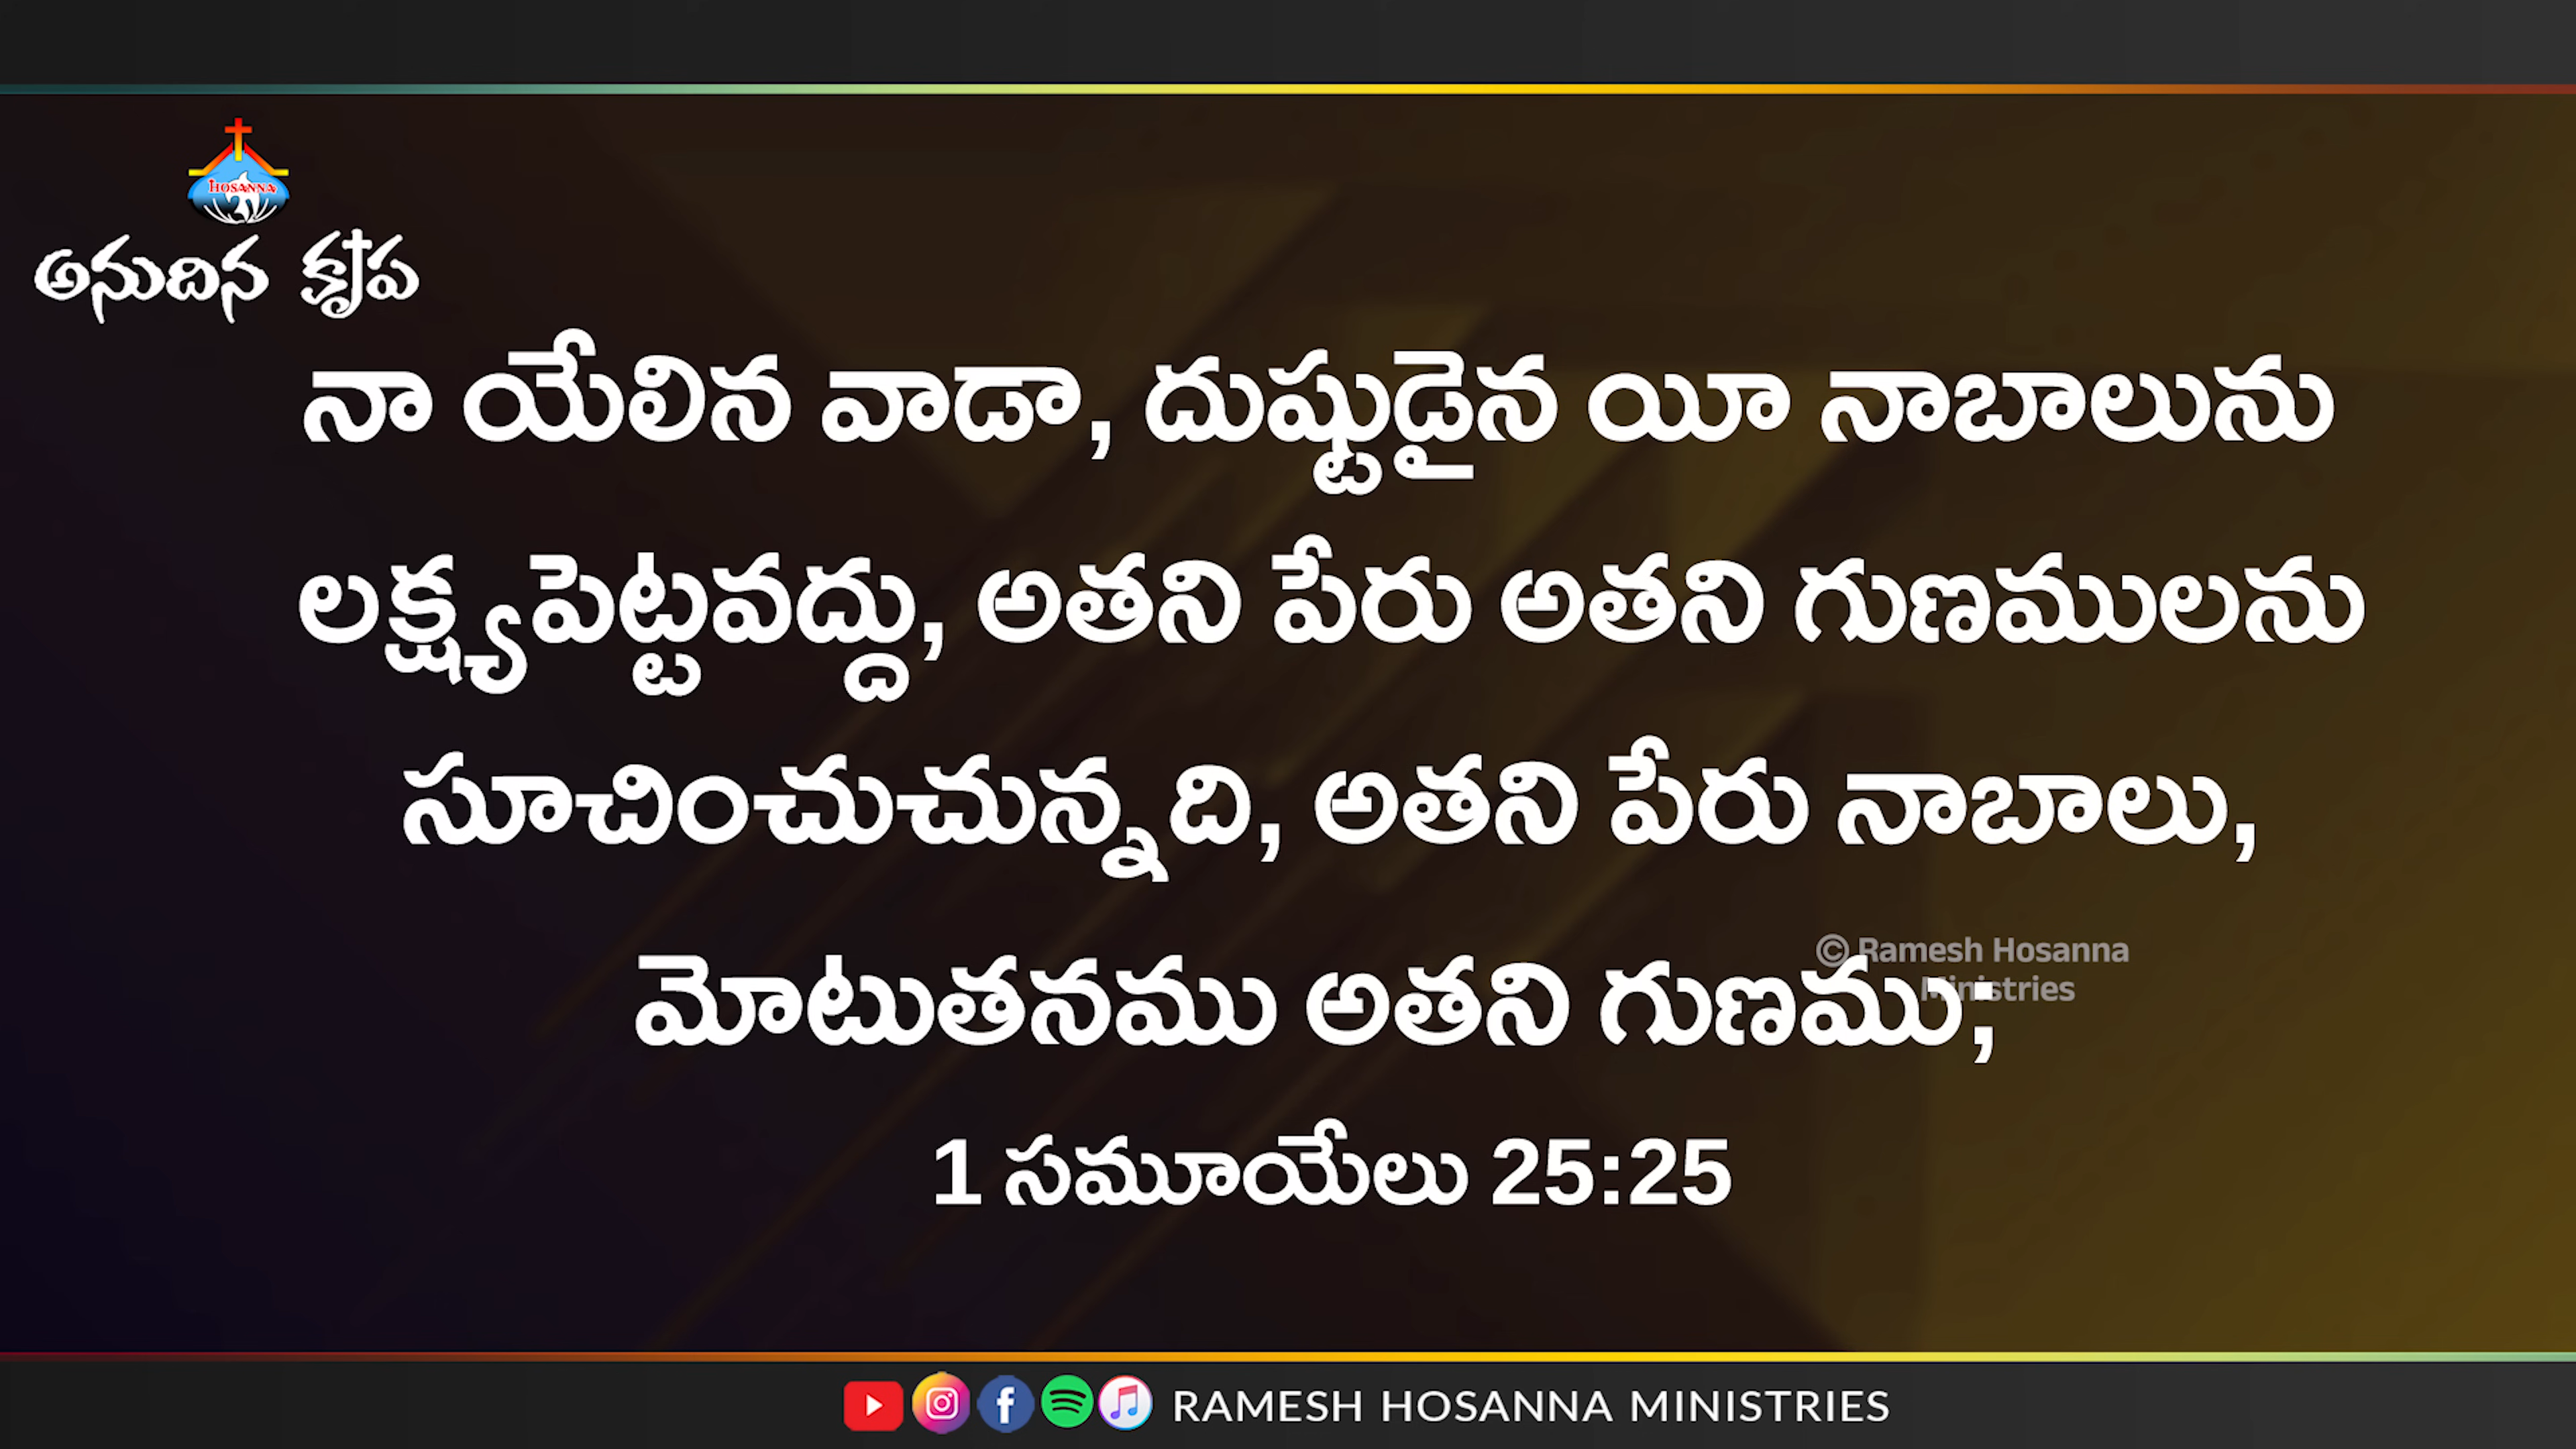 HOSANNA
అనుదిన కృప
నా యేలిన వాడా, దుష్టుడైన యీ నాబాలును
లక్ష్యపెట్టవద్దు, అతని పేరు అతని గుణములను
సూచించుచున్నది, అతని పేరు నాబాలు,
© Ramesh Hosanna
Ministries
మోటుతనము అతని గుణము;
1 సమూయేలు 25:25
RAMESH HOSANNA MINISTRIES